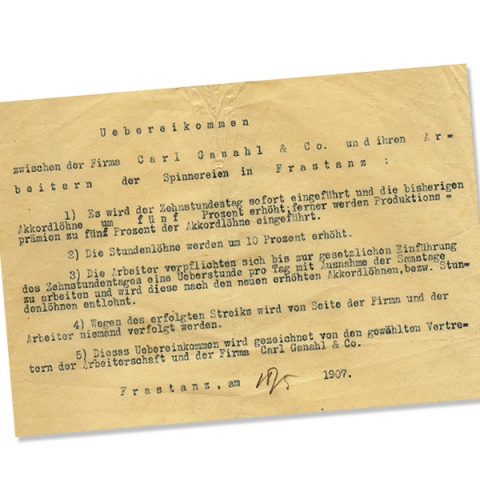 Uebereikommen
zwischen der Firma Carl Ganahl & Co. und ihren Ar-
beitern der Spinnereien in Frastanz :
1) Es wird der Zehnstundentag sofort eingeführt und die bisherigen
Akkordlöhne um fünf Prozent erhöht; ferner werden Produktions =
prämien zu fünf Prozent der Akkordlöhne eingeführt.
2) Die Stundenlöhne werden um 10 Prozent erhöht.
3) Die Arbeiter verpflichten sich bis zur gesetzlichen Einführung
des Zehnstundentages eine Ueberstunde pro Tag mit Ausnahme der Samstage
zu arbeiten und wird diese nach den neuen erhöhten Akkordlöhnen, bezw. Stun-
denlöhnen entlohnt.
4) Wegen des erfolgten Streiks wird von Seite der Firma und der
Arbeiter niemand verfolgt werden.
5) Dieses Uebereinkommen wird gezeichnet von den gewählten Vertre-
tern der Arbeiterschaft und der Firma Carl Ganahl & Co.
Frastanz, am 1907.